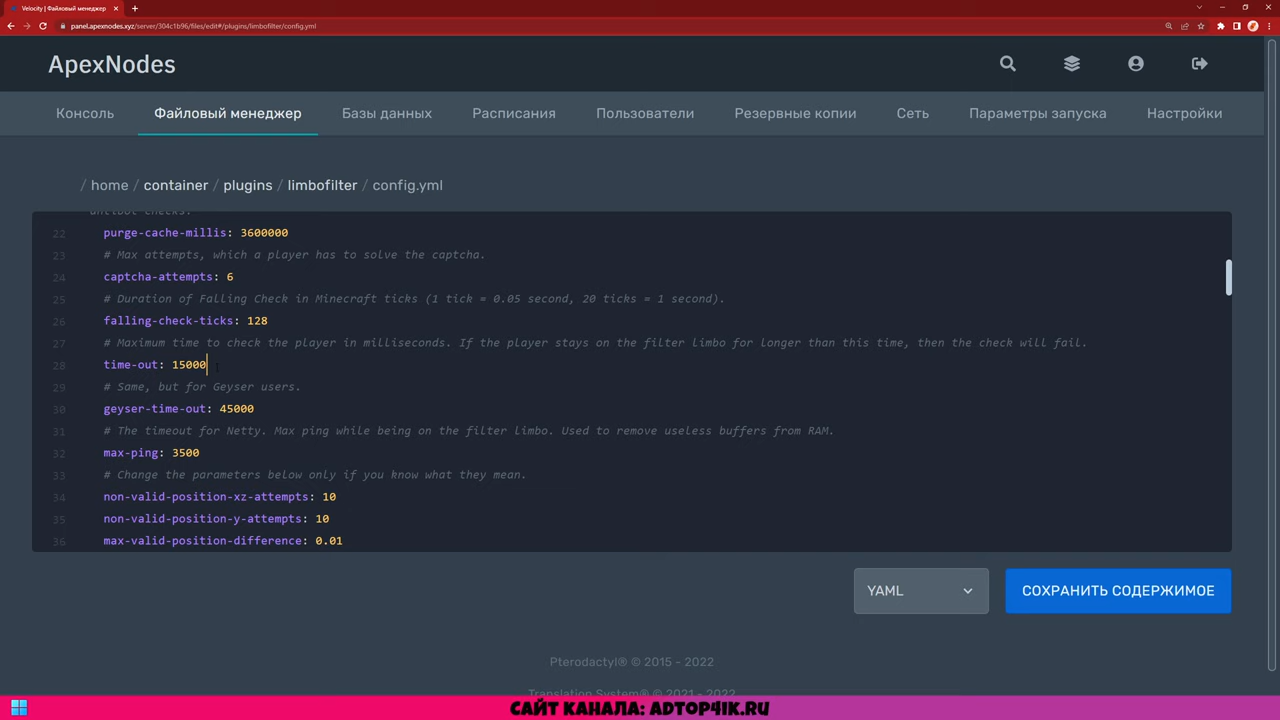 Velocity | Файловый менеджер
panel.apexnodes.xyz/server/304c1b96/files/edit#/plugins/limbofilter/config.yml
ApexNodes
Консоль
Файловый менеджер
Базы данных
Расписания
Пользователи
Резервные копии
Сеть
Параметры запуска
Настройки
/ home / container / plugins / limbofilter / config.yml
antibot checks.
22 purge-cache-millis: 3600000
23 # Max attempts, which a player has to solve the captcha.
24 captcha-attempts: 6
25 # Duration of Falling Check in Minecraft ticks (1 tick = 0.05 second, 20 ticks = 1 second).
26 falling-check-ticks: 128
27 # Maximum time to check the player in milliseconds. If the player stays on the filter limbo for longer than this time, then the check will fail.
28 time-out: 15000
29 # Same, but for Geyser users.
30 geyser-time-out: 45000
31 # The timeout for Netty. Max ping while being on the filter limbo. Used to remove useless buffers from RAM.
32 max-ping: 3500
33 # Change the parameters below only if you know what they mean.
34 non-valid-position-xz-attempts: 10
35 non-valid-position-y-attempts: 10
36 max-valid-position-difference: 0.01
YAML
СОХРАНИТЬ СОДЕРЖИМОЕ
Pterodactyl® © 2015 - 2022
Translation System® © 2021 - 2022
САЙТ КАНАЛА: ADTOP4IK.RU